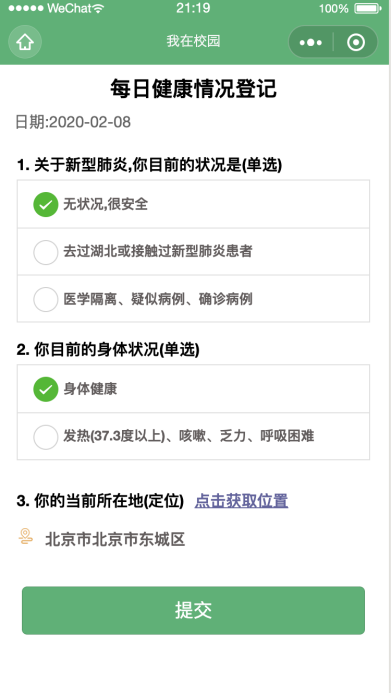 WeChat 21:19 100%
我在校园
每日健康情况登记
日期:2020-02-08
1. 关于新型肺炎,你目前的状况是(单选)
无状况,很安全
去过湖北或接触过新型肺炎患者
医学隔离、疑似病例、确诊病例
2. 你目前的身体状况(单选)
身体健康
发热(37.3度以上)、咳嗽、乏力、呼吸困难
3. 你的当前所在地(定位) 点击获取位置
北京市北京市东城区
提交